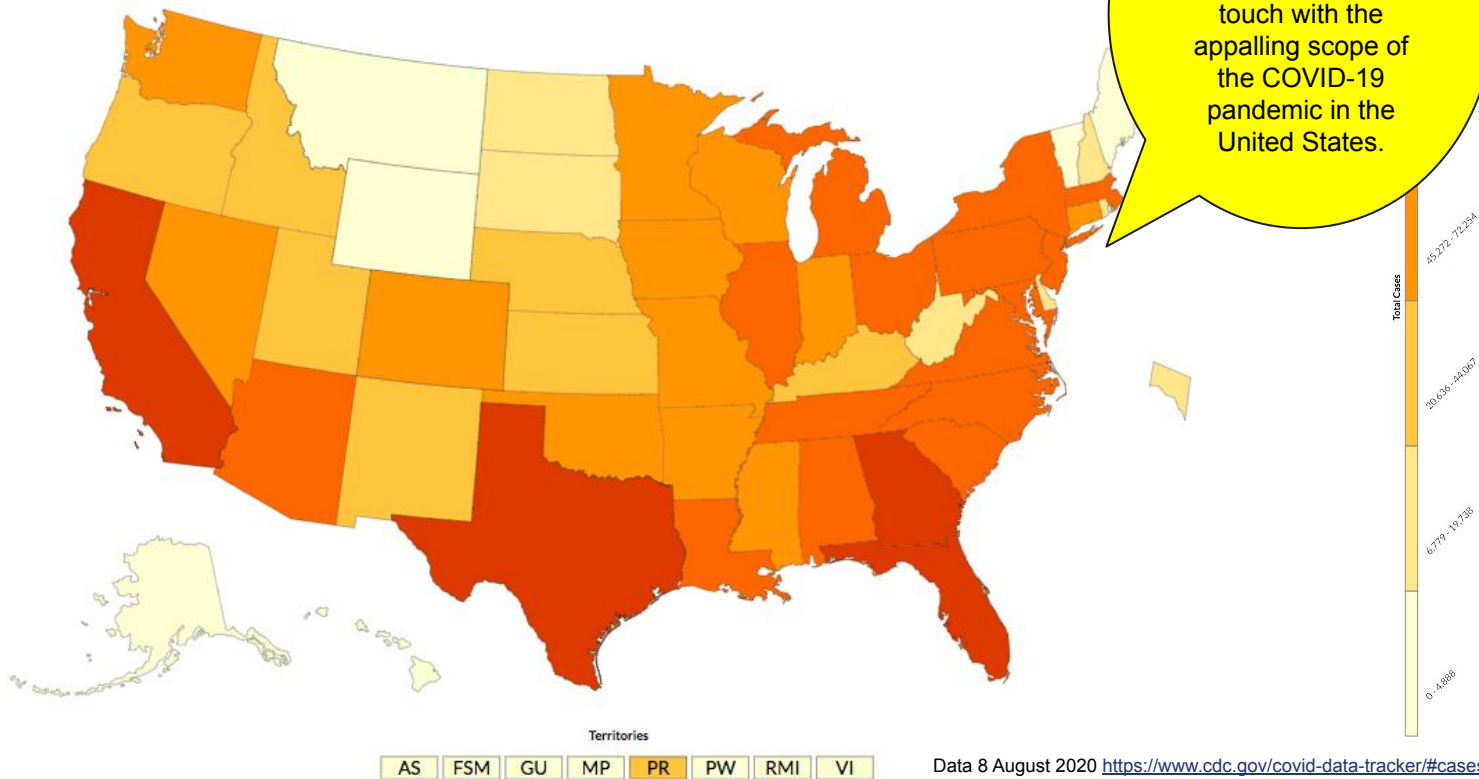 touch with the
appalling scope of
the COVID-19
pandemic in the
United States.
Total Cases
45,272 - 72,254
20,636 - 44,067
6,779 - 19,738
0 - 4,888
Territories
AS FSM GU MP PR PW RMI VI
Data 8 August 2020 https://www.cdc.gov/covid-data-tracker/#cases